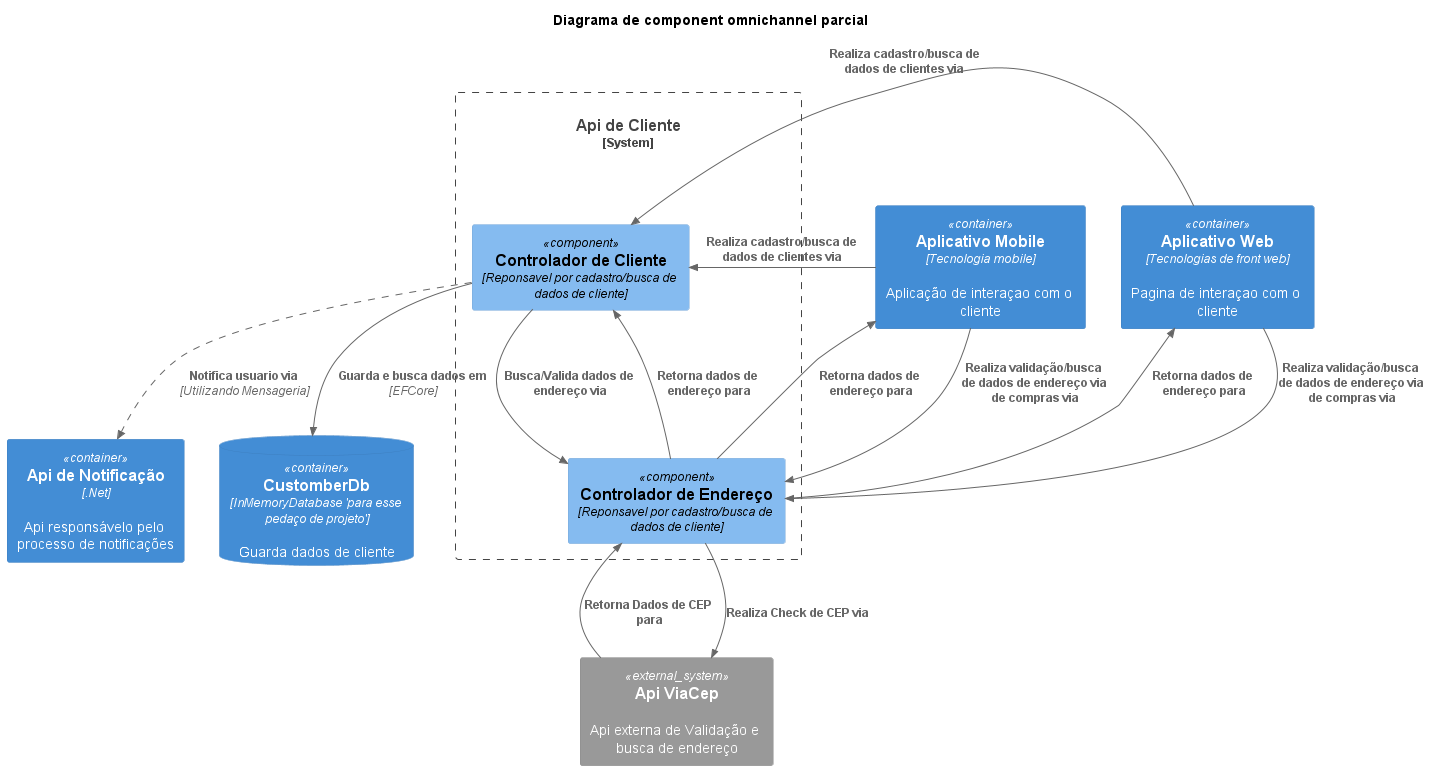 Diagrama de component omnichannel parcial
Realiza cadastro/busca de
dados de clientes via
Api de Cliente
[System]
«component»
Controlador de Cliente
[Reponsavel por cadastro/busca de
dados de cliente]
Realiza cadastro/busca de
dados de clientes via
«container»
Aplicativo Mobile
[Tecnologia mobile]
Aplicação de interaçao com o
cliente
«container»
Aplicativo Web
[Tecnologias de front web]
Pagina de interaçao com o
cliente
Notifica usuario via
[Utilizando Mensageria]
Guarda e busca dados em
[EFCore]
Busca/Valida dados de
endereço via
Retorna dados de
endereço para
Retorna dados de
endereço para
Realiza validação/busca
de dados de endereço via
de compras via
Retorna dados de
endereço para
Realiza validação/busca
de dados de endereço via
de compras via
«container»
Api de Notificação
[.Net]
Api responsávelo pelo
processo de notificações
«container»
CustomberDb
[InMemoryDatabase 'para esse
pedaço de projeto']
Guarda dados de cliente
«component»
Controlador de Endereço
[Reponsavel por cadastro/busca de
dados de cliente]
Retorna Dados de CEP
para
Realiza Check de CEP via
«external_system»
Api ViaCep
Api externa de Validação e
busca de endereço